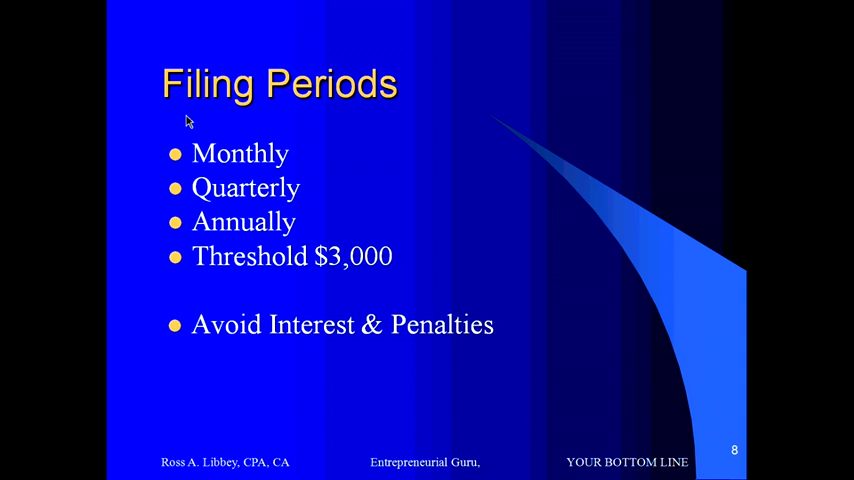 Filing Periods
Monthly
Quarterly
Annually
Threshold $3,000
Avoid Interest & Penalties
8
Ross A. Libbey, CPA, CA
Entrepreneurial Guru,
YOUR BOTTOM LINE